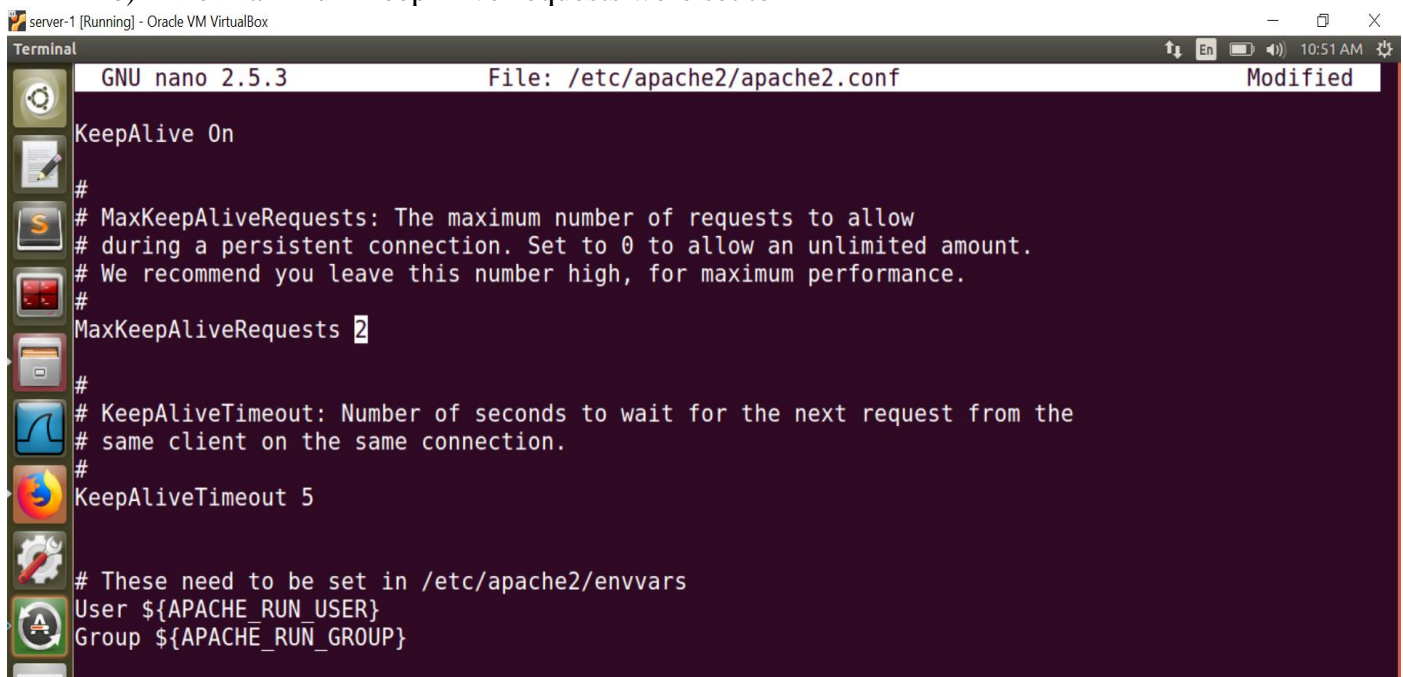 server-1 [Running] - Oracle VM VirtualBox
Terminal En 10:51 AM
GNU nano 2.5.3 File: /etc/apache2/apache2.conf Modified
KeepAlive On
#
# MaxKeepAliveRequests: The maximum number of requests to allow
# during a persistent connection. Set to 0 to allow an unlimited amount.
# We recommend you leave this number high, for maximum performance.
#
MaxKeepAliveRequests 2
#
# KeepAliveTimeout: Number of seconds to wait for the next request from the
# same client on the same connection.
#
KeepAliveTimeout 5
# These need to be set in /etc/apache2/envvars
User ${APACHE_RUN_USER}
Group ${APACHE_RUN_GROUP}